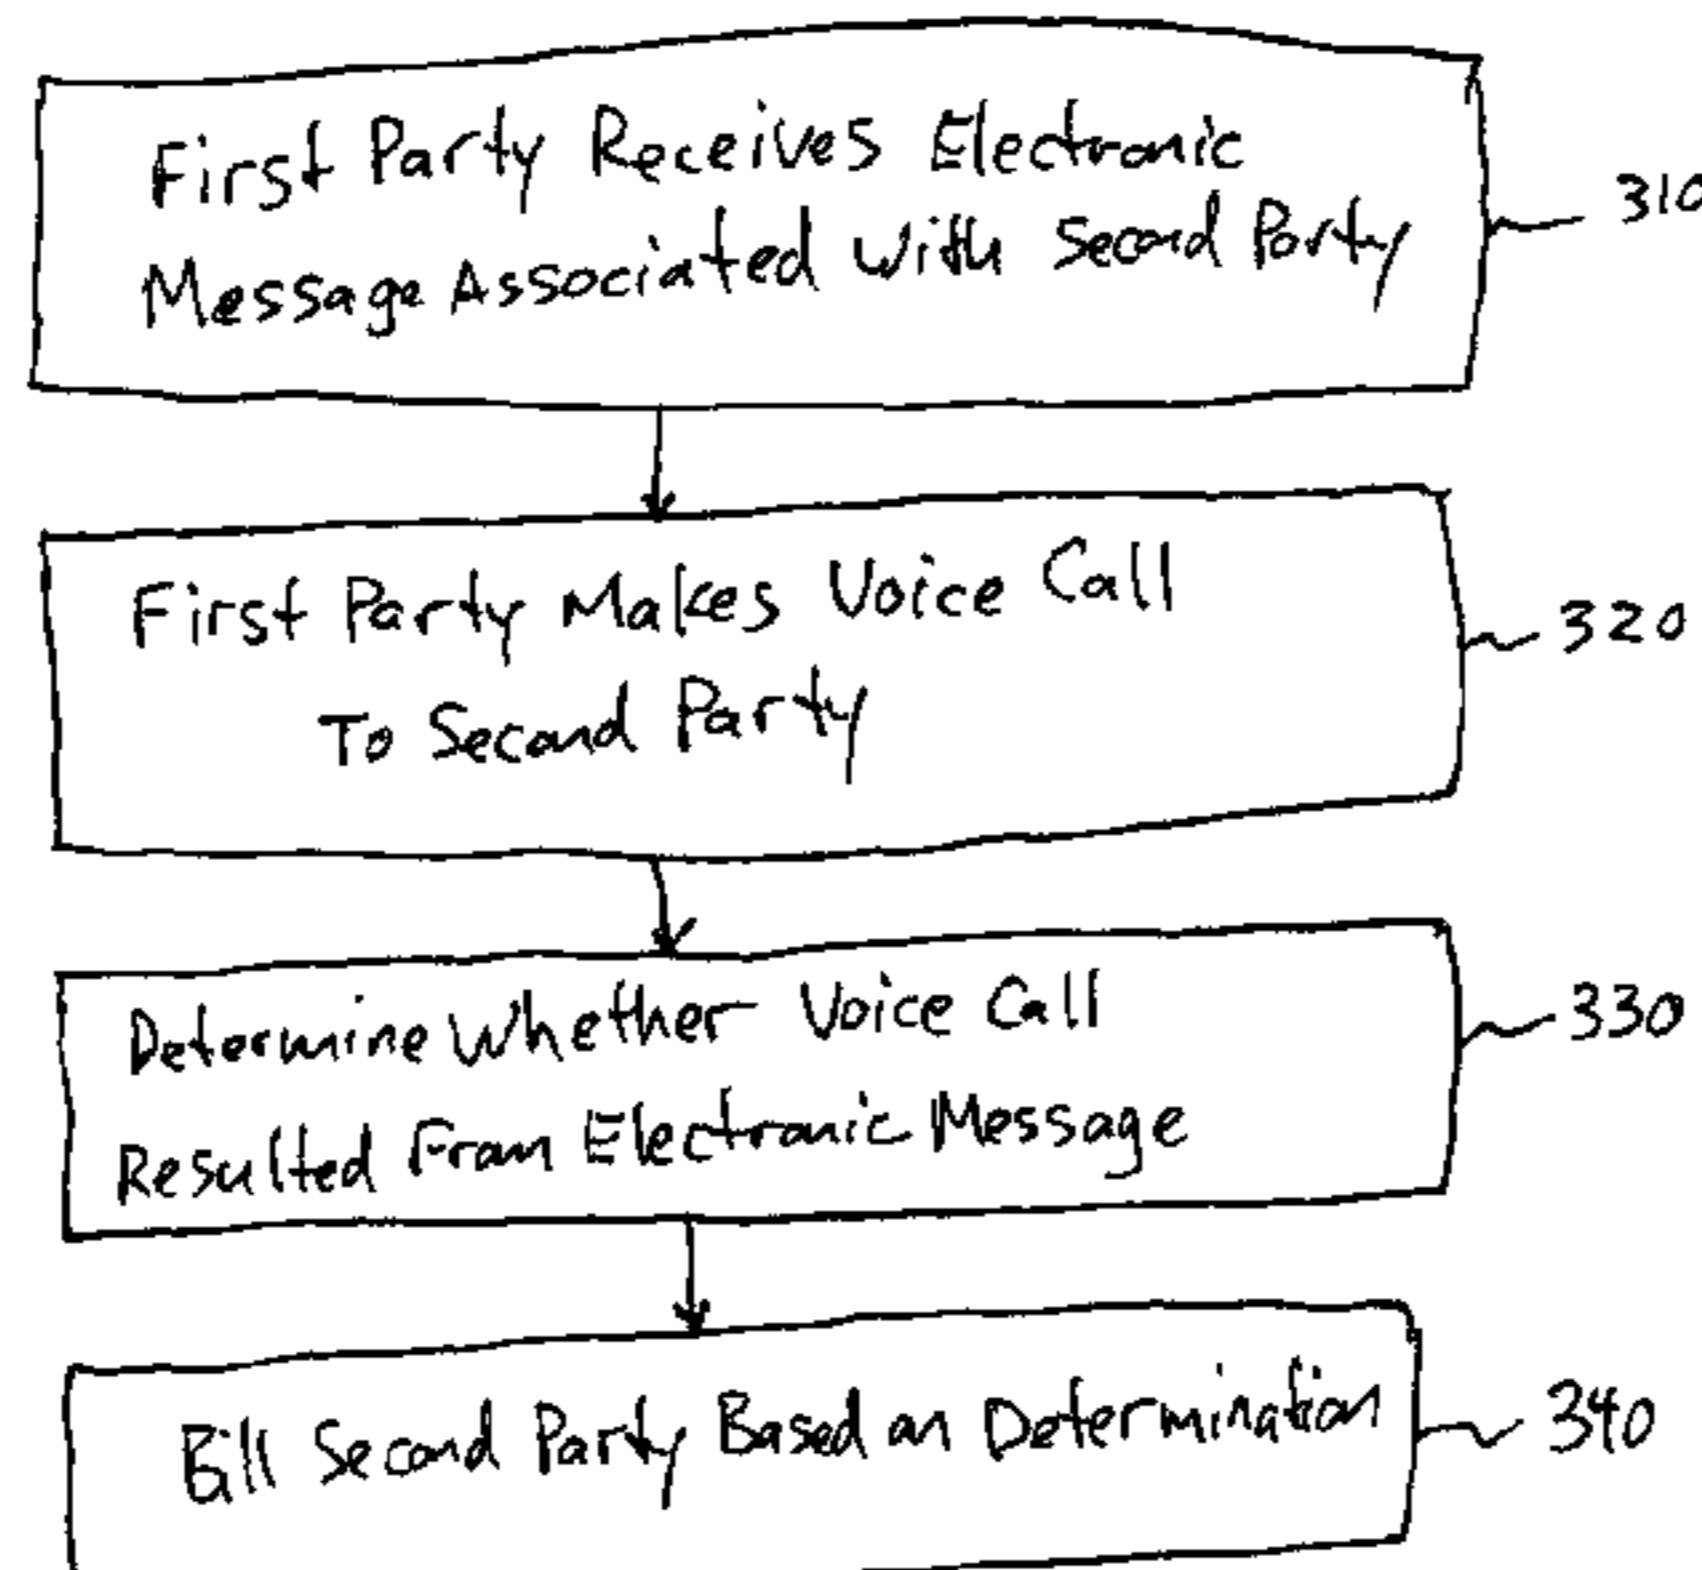 First Party Receives Electronic
Message Associated With Second Party
310
First Party Makes Voice Call
To Second Party
320
Determine Whether Voice Call
Resulted From Electronic Message
330
Bill Second Party Based on Determination
340